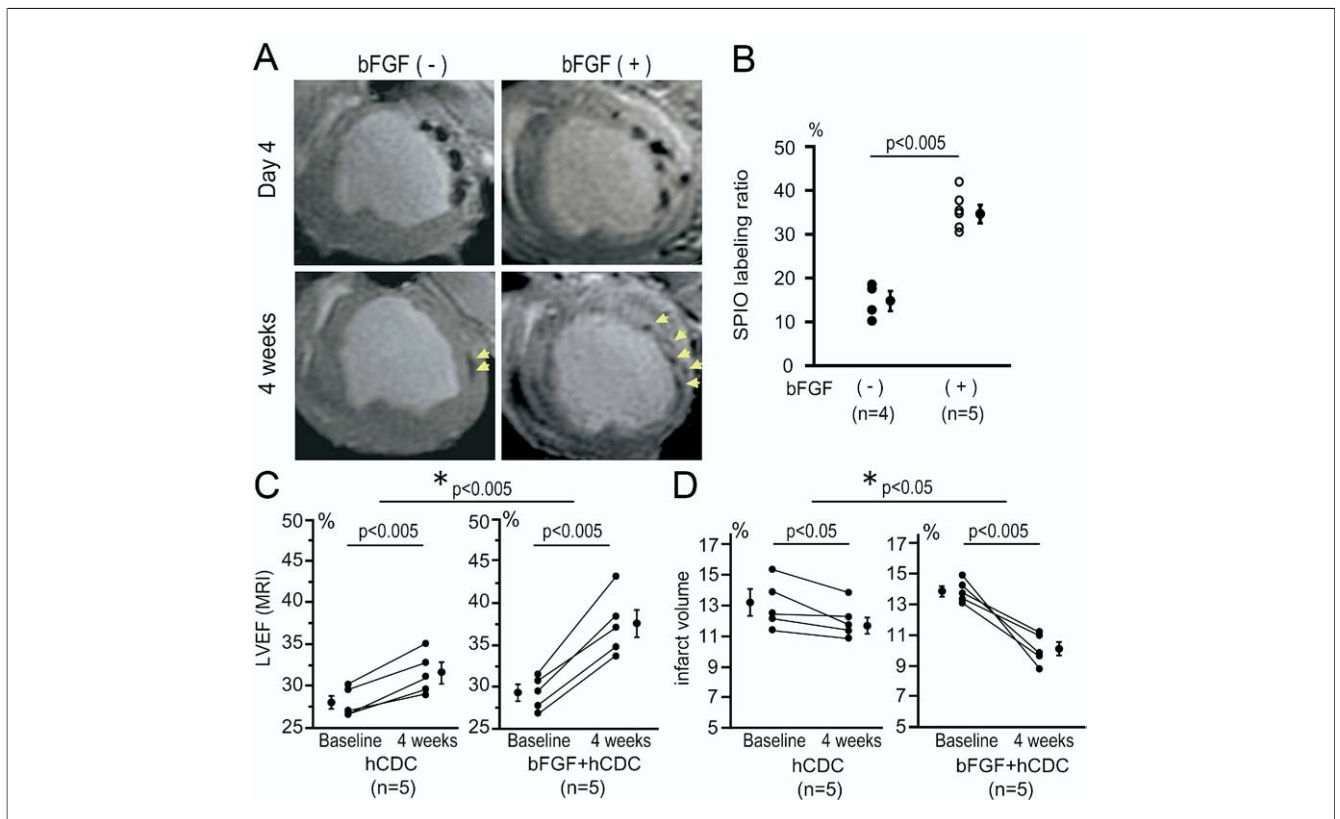 A
bFGF ( - )
bFGF ( + )
Day 4
4 weeks
B
%
p<0.005
50
40
30
20
10
0
SPIO labeling ratio
bFGF
( - )
( + )
(n=4)
(n=5)
C
* p<0.005
50
45
40
35
30
25
%
p<0.005
LVEF (MRI)
Baseline
4 weeks
hCDC
(n=5)
50
45
40
35
30
25
%
p<0.005
Baseline
4 weeks
bFGF+hCDC
(n=5)
D
* p<0.05
17
15
13
11
9
7
5
%
p<0.05
infarct volume
Baseline
4 weeks
hCDC
(n=5)
17
15
13
11
9
7
5
%
p<0.005
Baseline
4 weeks
bFGF+hCDC
(n=5)